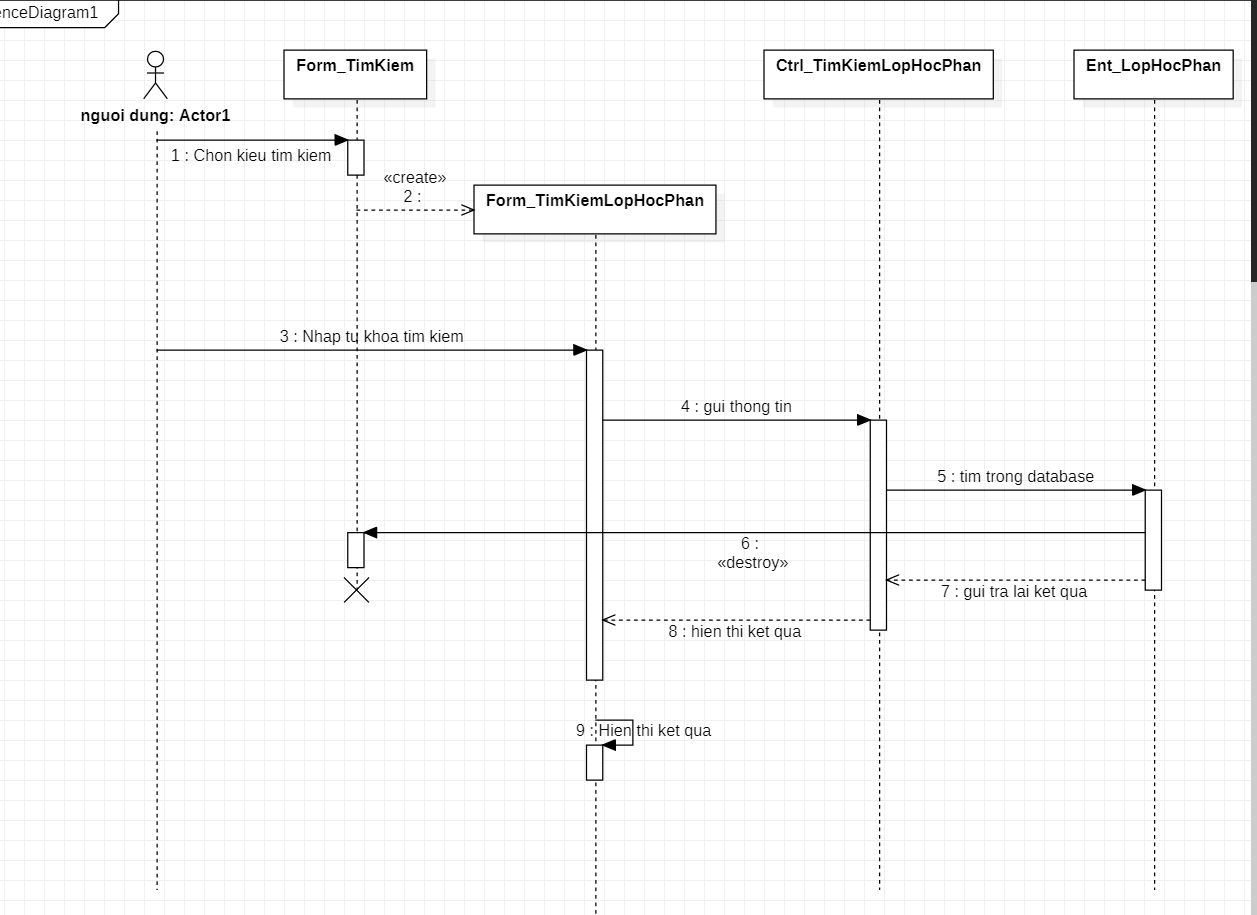 enceDiagram1
Form_TimKiem
Ctrl_TimKiemLopHocPhan
Ent_LopHocPhan
nguoi dung: Actor1
1 : Chon kieu tim kiem
«create»
2 :
Form_TimKiemLopHocPhan
3 : Nhap tu khoa tim kiem
4 : gui thong tin
5 : tim trong database
6 :
«destroy»
7 : gui tra lai ket qua
8 : hien thi ket qua
9 : Hien thi ket qua